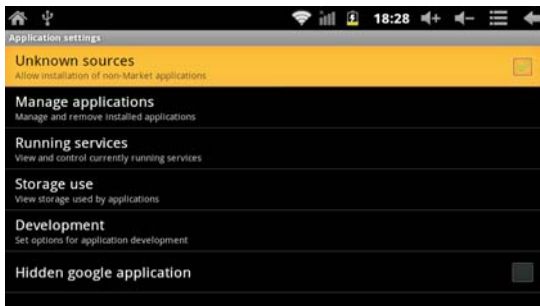 18:28
Application settings
Unknown sources
Allow installation of non-Market applications
Manage applications
Manage and remove installed applications
Running services
View and control currently running services
Storage use
View storage used by applications
Development
Set options for application development
Hidden google application